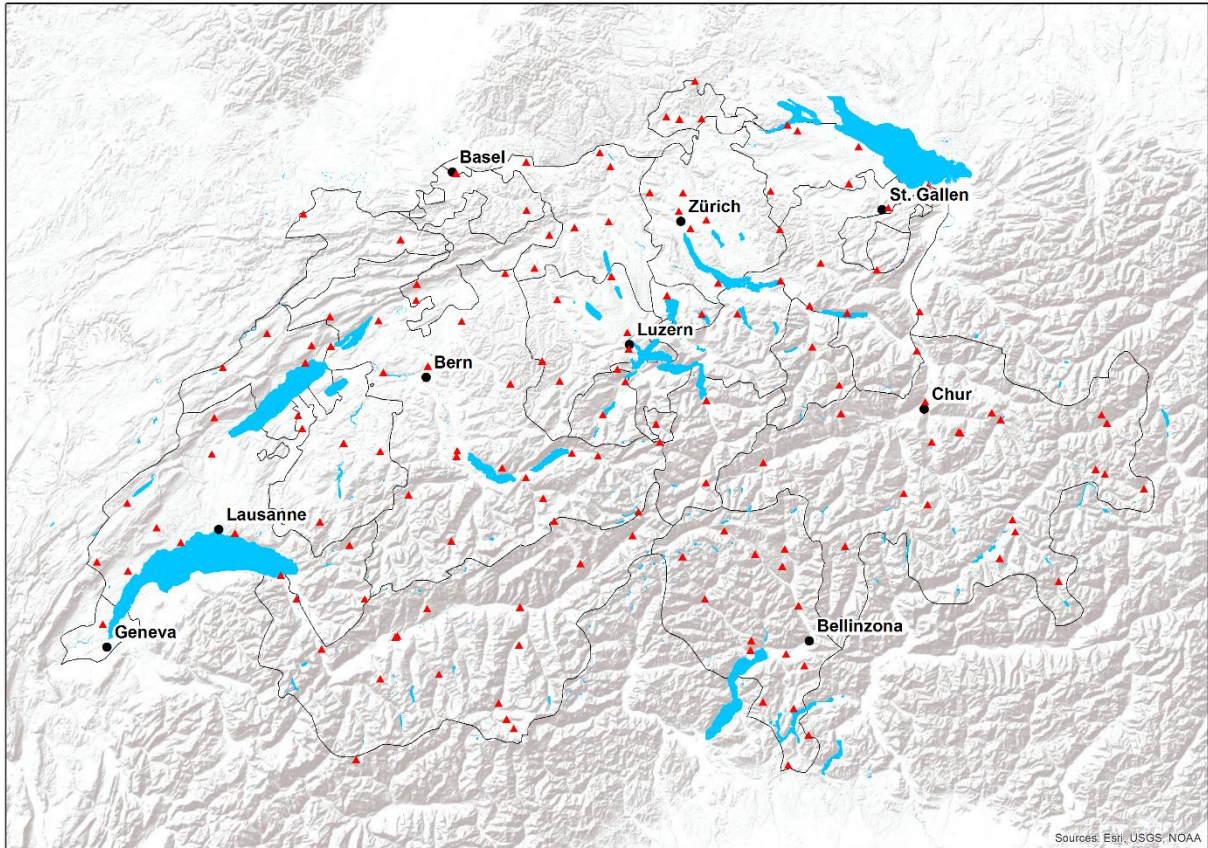 Basel
St. Gallen
Zürich
Luzern
Bern
Chur
Lausanne
Geneva
Bellinzona
Sources: Esri, USGS, NOAA